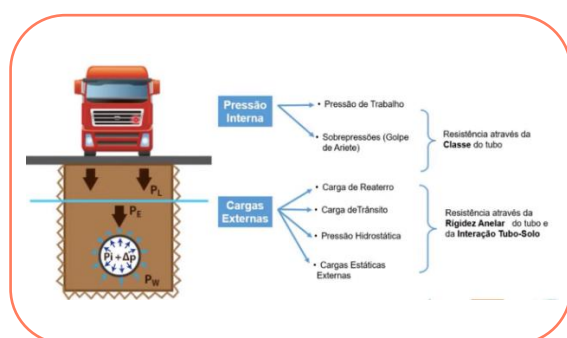 Pressão
Interna
• Pressão de Trabalho
• Sobrepressões (Golpe
de Ariete)
Resistência através da
Classe do tubo
Cargas
Externas
• Carga de Reaterro
• Carga deTrânsito
• Pressão Hidrostática
• Cargas Estáticas
Externas
Resistência através da
Rigidez Anelar do tubo e
da Interação Tubo-Solo
PL
PE
Pi + Δp
PW